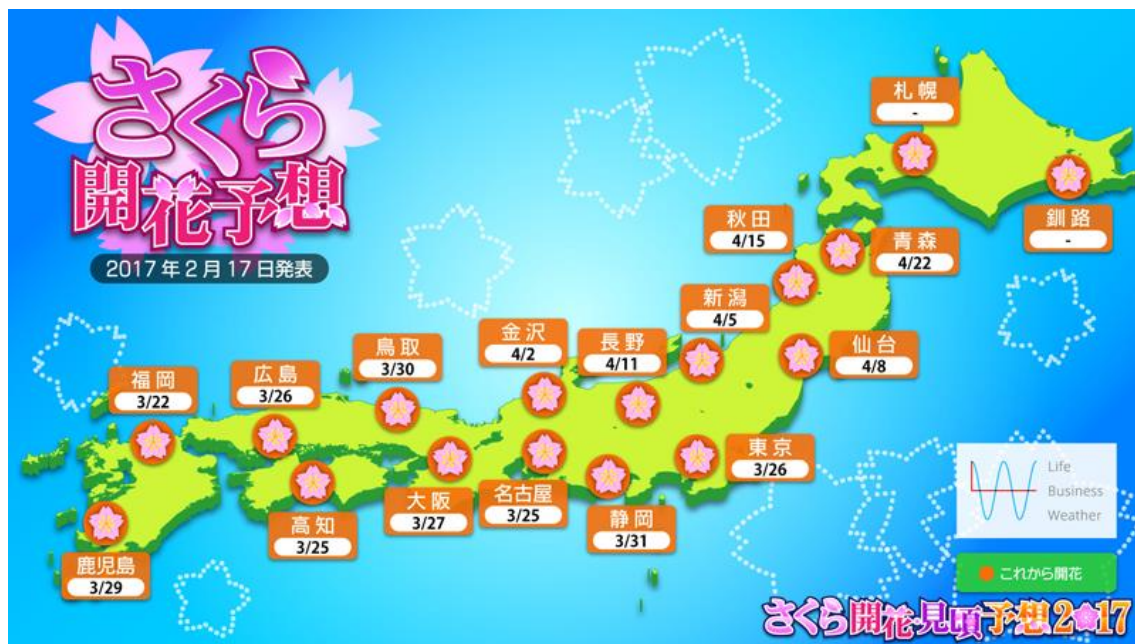 さくら
開花予想
2017年2月17日発表
札幌
-
釧路
-
秋田
4/15
青森
4/22
新潟
4/5
仙台
4/8
金沢
4/2
長野
4/11
鳥取
3/30
広島
3/26
福岡
3/22
東京
3/26
大阪
3/27
名古屋
3/25
静岡
3/31
高知
3/25
鹿児島
3/29
Life
Business
Weather
これから開花
さくら開花・見頃予想2017